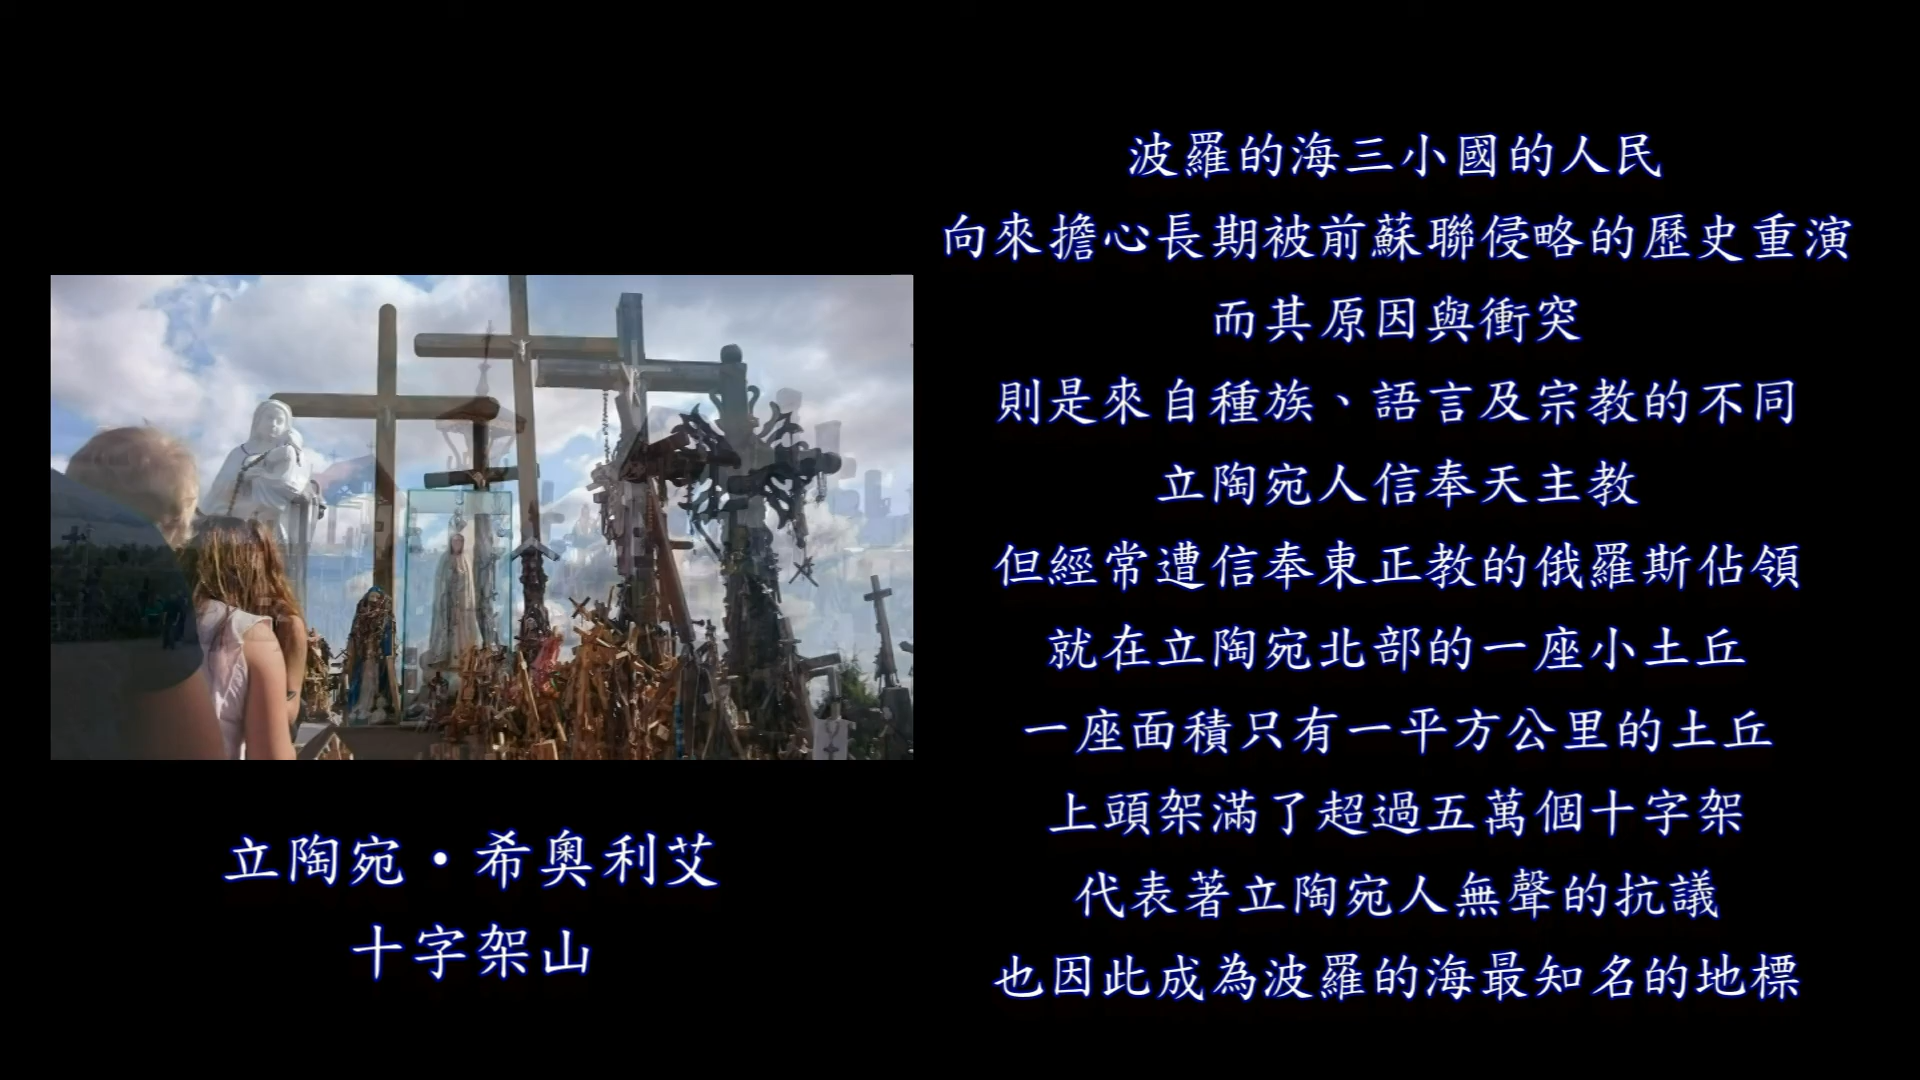 波羅的海三小國的人民
向來擔心長期被前蘇聯侵略的歷史重演
而其原因與衝突
則是來自種族、語言及宗教的不同
立陶宛人信奉天主教
但經常遭信奉東正教的俄羅斯佔領
就在立陶宛北部的一座小土丘
一座面積只有一平方公里的土丘
上頭架滿了超過五萬個十字架
代表著立陶宛人無聲的抗議
也因此成為波羅的海最知名的地標
立陶宛·希奧利艾
十字架山